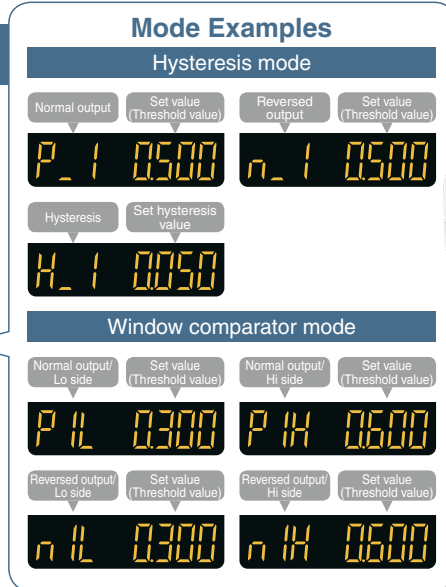 Mode Examples
Hysteresis mode
Normal output
Set value
(Threshold value)
Reversed
output
Set value
(Threshold value)
P_1 0.500
n_1 0.500
Hysteresis
Set hysteresis
value
H_1 0.050
Window comparator mode
Normal output/
Lo side
Set value
(Threshold value)
Normal output/
Hi side
Set value
(Threshold value)
P1L 0.300
P1H 0.600
Reversed output/
Lo side
Set value
(Threshold value)
Reversed output/
Hi side
Set value
(Threshold value)
n1L 0.300
n1H 0.600